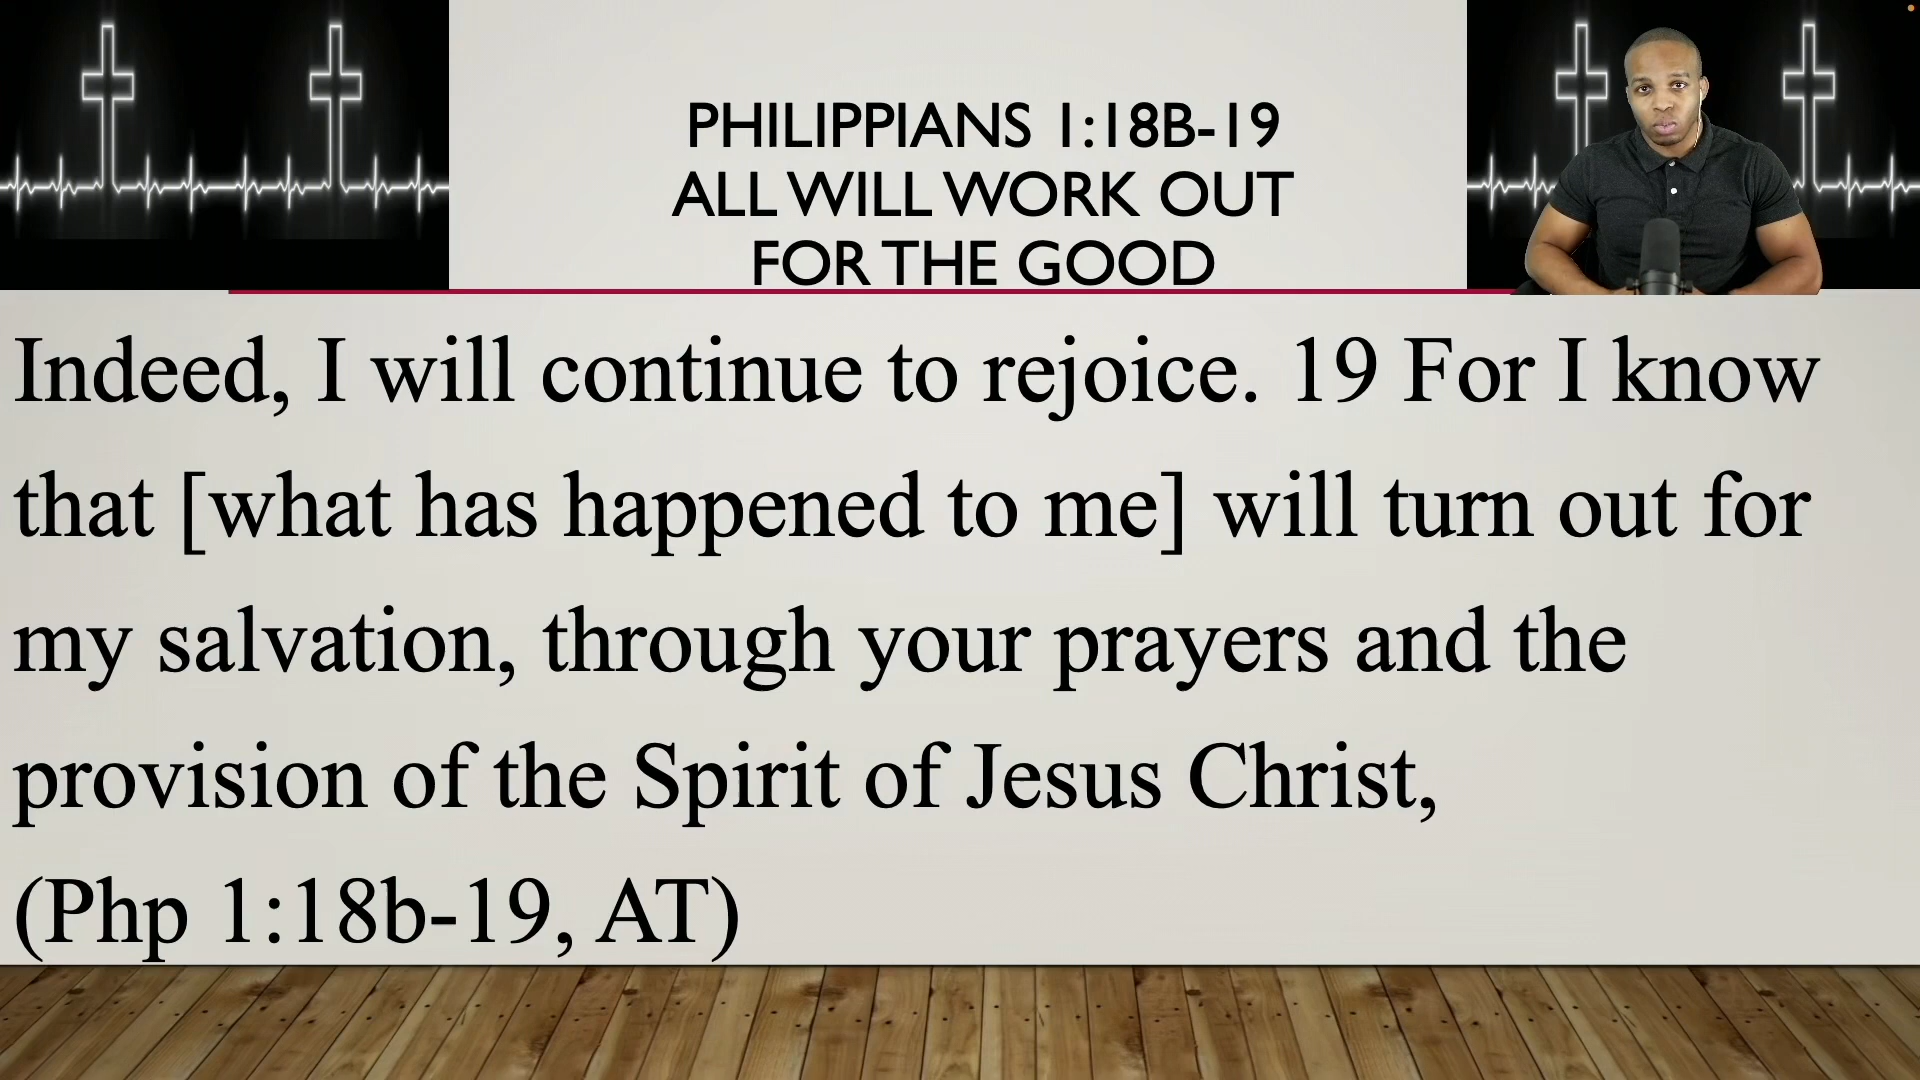 PHILIPPIANS 1:18B-19
ALL WILL WORK OUT
FOR THE GOOD
Indeed, I will continue to rejoice. 19 For I know
that [what has happened to me] will turn out for
my salvation, through your prayers and the
provision of the Spirit of Jesus Christ,
(Php 1:18b-19, AT)